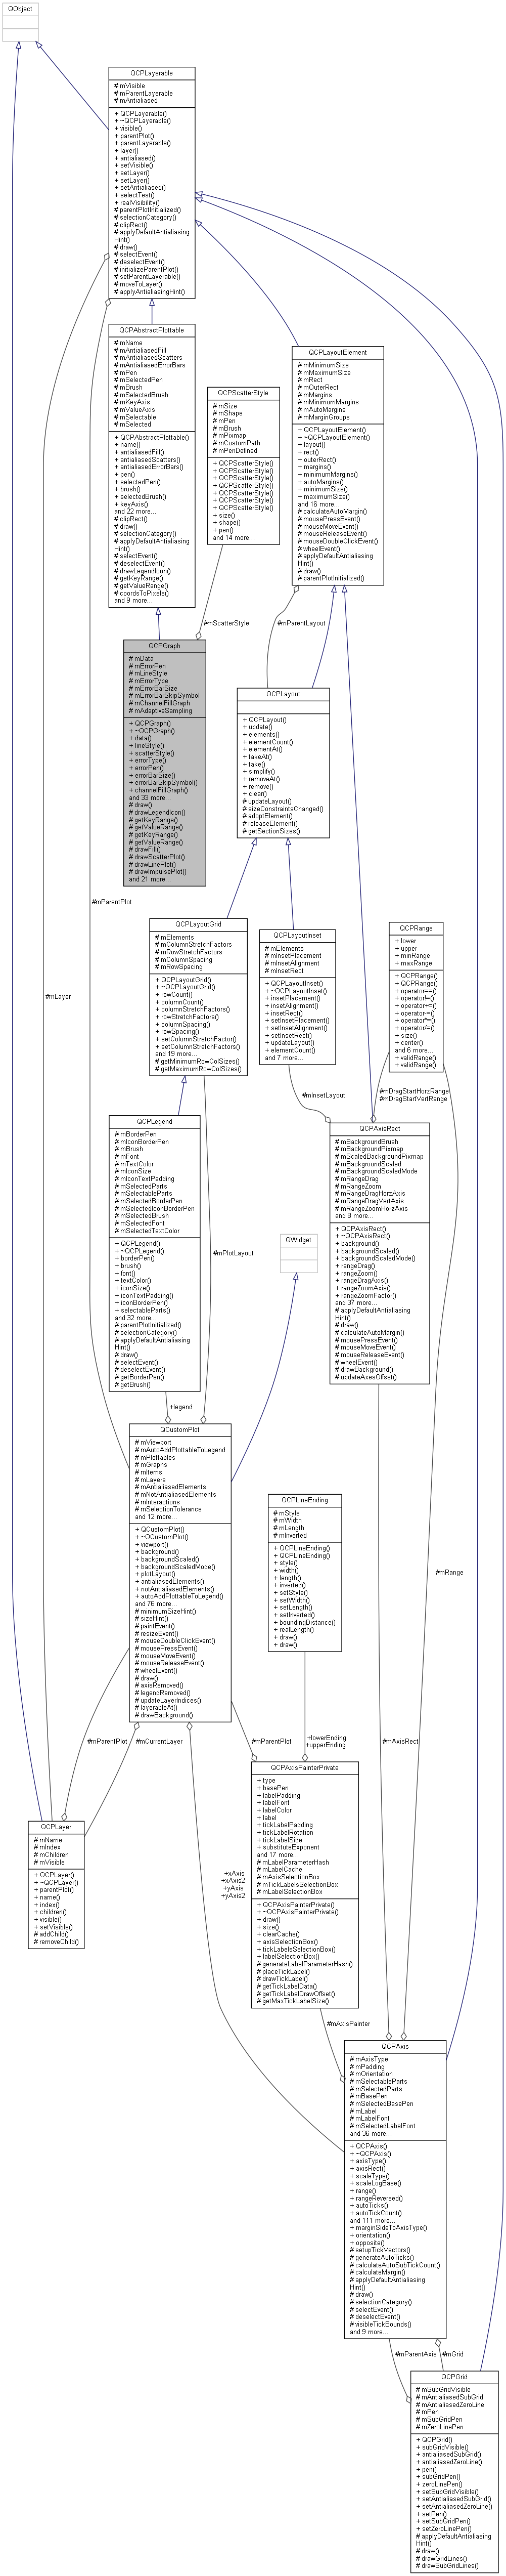 QObject
QCPLayerable
# mVisible
# mParentLayerable
# mAntialiased
+ QCPLayerable()
+ ~QCPLayerable()
+ visible()
+ parentPlot()
+ parentLayerable()
+ layer()
+ antialiased()
+ setVisible()
+ setLayer()
+ setLayer()
+ setAntialiased()
+ selectTest()
+ realVisibility()
# parentPlotInitialized()
# selectionCategory()
# clipRect()
# applyDefaultAntialiasing
Hint()
# draw()
# selectEvent()
# deselectEvent()
# initializeParentPlot()
# setParentLayerable()
# moveToLayer()
# applyAntialiasingHint()
QCPAbstractPlottable
# mName
# mAntialiasedFill
# mAntialiasedScatters
# mAntialiasedErrorBars
# mPen
# mSelectedPen
# mBrush
# mSelectedBrush
# mKeyAxis
# mValueAxis
# mSelectable
# mSelected
+ QCPAbstractPlottable()
+ name()
+ antialiasedFill()
+ antialiasedScatters()
+ antialiasedErrorBars()
+ pen()
+ selectedPen()
+ brush()
+ selectedBrush()
+ keyAxis()
and 22 more...
# clipRect()
# draw()
# selectionCategory()
# applyDefaultAntialiasing
Hint()
# selectEvent()
# deselectEvent()
# drawLegendIcon()
# getKeyRange()
# getValueRange()
# coordsToPixels()
and 9 more...
QCPLayoutElement
# mMinimumSize
# mMaximumSize
# mRect
# mOuterRect
# mMargins
# mMinimumMargins
# mAutoMargins
# mMarginGroups
+ QCPLayoutElement()
+ ~QCPLayoutElement()
+ layout()
+ rect()
+ outerRect()
+ margins()
+ minimumMargins()
+ autoMargins()
+ minimumSize()
+ maximumSize()
and 16 more...
# calculateAutoMargin()
# mousePressEvent()
# mouseMoveEvent()
# mouseReleaseEvent()
# mouseDoubleClickEvent()
# wheelEvent()
# applyDefaultAntialiasing
Hint()
# draw()
# parentPlotInitialized()
QCPScatterStyle
# mSize
# mShape
# mPen
# mBrush
# mPixmap
# mCustomPath
# mPenDefined
+ QCPScatterStyle()
+ QCPScatterStyle()
+ QCPScatterStyle()
+ QCPScatterStyle()
+ QCPScatterStyle()
+ QCPScatterStyle()
+ QCPScatterStyle()
+ size()
+ shape()
+ pen()
and 14 more...
#mScatterStyle
#mParentLayout
QCPGraph
# mData
# mErrorPen
# mLineStyle
# mErrorType
# mErrorBarSize
# mErrorBarSkipSymbol
# mChannelFillGraph
# mAdaptiveSampling
+ QCPGraph()
+ ~QCPGraph()
+ data()
+ lineStyle()
+ scatterStyle()
+ errorType()
+ errorPen()
+ errorBarSize()
+ errorBarSkipSymbol()
+ channelFillGraph()
and 33 more...
# draw()
# drawLegendIcon()
# getKeyRange()
# getValueRange()
# getKeyRange()
# getValueRange()
# drawFill()
# drawScatterPlot()
# drawLinePlot()
# drawImpulsePlot()
and 21 more...
QCPLayout
+ QCPLayout()
+ update()
+ elements()
+ elementCount()
+ elementAt()
+ takeAt()
+ take()
+ simplify()
+ removeAt()
+ remove()
+ clear()
# updateLayout()
# sizeConstraintsChanged()
# adoptElement()
# releaseElement()
# getSectionSizes()
#mParentPlot
#mLayer
QCPLayoutGrid
# mElements
# mColumnStretchFactors
# mRowStretchFactors
# mColumnSpacing
# mRowSpacing
+ QCPLayoutGrid()
+ ~QCPLayoutGrid()
+ rowCount()
+ columnCount()
+ columnStretchFactors()
+ rowStretchFactors()
+ columnSpacing()
+ rowSpacing()
+ setColumnStretchFactor()
+ setColumnStretchFactors()
and 19 more...
# getMinimumRowColSizes()
# getMaximumRowColSizes()
QCPLayoutInset
# mElements
# mInsetPlacement
# mInsetAlignment
# mInsetRect
+ QCPLayoutInset()
+ ~QCPLayoutInset()
+ insetPlacement()
+ insetAlignment()
+ insetRect()
+ setInsetPlacement()
+ setInsetAlignment()
+ setInsetRect()
+ updateLayout()
+ elementCount()
and 7 more...
QCPRange
+ lower
+ upper
+ minRange
+ maxRange
+ QCPRange()
+ QCPRange()
+ operator==()
+ operator!=()
+ operator+=()
+ operator-=()
+ operator*=()
+ operator/=()
+ size()
+ center()
and 6 more...
+ validRange()
+ validRange()
#mInsetLayout
#mDragStartHorzRange
#mDragStartVertRange
QCPLegend
# mBorderPen
# mIconBorderPen
# mBrush
# mFont
# mTextColor
# mIconSize
# mIconTextPadding
# mSelectedParts
# mSelectableParts
# mSelectedBorderPen
# mSelectedIconBorderPen
# mSelectedBrush
# mSelectedFont
# mSelectedTextColor
+ QCPLegend()
+ ~QCPLegend()
+ borderPen()
+ brush()
+ font()
+ textColor()
+ iconSize()
+ iconTextPadding()
+ iconBorderPen()
+ selectableParts()
and 32 more...
# parentPlotInitialized()
# selectionCategory()
# applyDefaultAntialiasing
Hint()
# draw()
# selectEvent()
# deselectEvent()
# getBorderPen()
# getBrush()
#mPlotLayout
QWidget
QCPAxisRect
# mBackgroundBrush
# mBackgroundPixmap
# mScaledBackgroundPixmap
# mBackgroundScaled
# mBackgroundScaledMode
# mRangeDrag
# mRangeZoom
# mRangeDragHorzAxis
# mRangeDragVertAxis
# mRangeZoomHorzAxis
and 8 more...
+ QCPAxisRect()
+ ~QCPAxisRect()
+ background()
+ backgroundScaled()
+ backgroundScaledMode()
+ rangeDrag()
+ rangeZoom()
+ rangeDragAxis()
+ rangeZoomAxis()
+ rangeZoomFactor()
and 37 more...
# applyDefaultAntialiasing
Hint()
# draw()
# calculateAutoMargin()
# mousePressEvent()
# mouseMoveEvent()
# mouseReleaseEvent()
# wheelEvent()
# drawBackground()
# updateAxesOffset()
#mRange
+legend
QCustomPlot
# mViewport
# mAutoAddPlottableToLegend
# mPlottables
# mGraphs
# mItems
# mLayers
# mAntialiasedElements
# mNotAntialiasedElements
# mInteractions
# mSelectionTolerance
and 12 more...
+ QCustomPlot()
+ ~QCustomPlot()
+ viewport()
+ background()
+ backgroundScaled()
+ backgroundScaledMode()
+ plotLayout()
+ antialiasedElements()
+ notAntialiasedElements()
+ autoAddPlottableToLegend()
and 76 more...
# minimumSizeHint()
# sizeHint()
# paintEvent()
# resizeEvent()
# mouseDoubleClickEvent()
# mousePressEvent()
# mouseMoveEvent()
# mouseReleaseEvent()
# wheelEvent()
# draw()
# axisRemoved()
# legendRemoved()
# updateLayerIndices()
# layerableAt()
# drawBackground()
QCPLineEnding
# mStyle
# mWidth
# mLength
# mInverted
+ QCPLineEnding()
+ QCPLineEnding()
+ style()
+ width()
+ length()
+ inverted()
+ setStyle()
+ setWidth()
+ setLength()
+ setInverted()
+ boundingDistance()
+ realLength()
+ draw()
+ draw()
#mParentPlot
#mCurrentLayer
#mParentPlot
+lowerEnding
+upperEnding
#mAxisRect
QCPLayer
# mName
# mIndex
# mChildren
# mVisible
+ QCPLayer()
+ ~QCPLayer()
+ parentPlot()
+ name()
+ index()
+ children()
+ visible()
+ setVisible()
# addChild()
# removeChild()
+xAxis
+xAxis2
+yAxis
+yAxis2
QCPAxisPainterPrivate
+ type
+ basePen
+ labelPadding
+ labelFont
+ labelColor
+ label
+ tickLabelPadding
+ tickLabelRotation
+ tickLabelSide
+ substituteExponent
and 17 more...
# mLabelParameterHash
# mLabelCache
# mAxisSelectionBox
# mTickLabelsSelectionBox
# mLabelSelectionBox
+ QCPAxisPainterPrivate()
+ ~QCPAxisPainterPrivate()
+ draw()
+ size()
+ clearCache()
+ axisSelectionBox()
+ tickLabelsSelectionBox()
+ labelSelectionBox()
# generateLabelParameterHash()
# placeTickLabel()
# drawTickLabel()
# getTickLabelData()
# getTickLabelDrawOffset()
# getMaxTickLabelSize()
#mAxisPainter
QCPAxis
# mAxisType
# mPadding
# mOrientation
# mSelectableParts
# mSelectedParts
# mBasePen
# mSelectedBasePen
# mLabel
# mLabelFont
# mSelectedLabelFont
and 36 more...
+ QCPAxis()
+ ~QCPAxis()
+ axisType()
+ axisRect()
+ scaleType()
+ scaleLogBase()
+ range()
+ rangeReversed()
+ autoTicks()
+ autoTickCount()
and 111 more...
+ marginSideToAxisType()
+ orientation()
+ opposite()
# setupTickVectors()
# generateAutoTicks()
# calculateAutoSubTickCount()
# calculateMargin()
# applyDefaultAntialiasing
Hint()
# draw()
# selectionCategory()
# selectEvent()
# deselectEvent()
# visibleTickBounds()
and 9 more...
#mParentAxis
#mGrid
QCPGrid
# mSubGridVisible
# mAntialiasedSubGrid
# mAntialiasedZeroLine
# mPen
# mSubGridPen
# mZeroLinePen
+ QCPGrid()
+ subGridVisible()
+ antialiasedSubGrid()
+ antialiasedZeroLine()
+ pen()
+ subGridPen()
+ zeroLinePen()
+ setSubGridVisible()
+ setAntialiasedSubGrid()
+ setAntialiasedZeroLine()
+ setPen()
+ setSubGridPen()
+ setZeroLinePen()
# applyDefaultAntialiasing
Hint()
# draw()
# drawGridLines()
# drawSubGridLines()